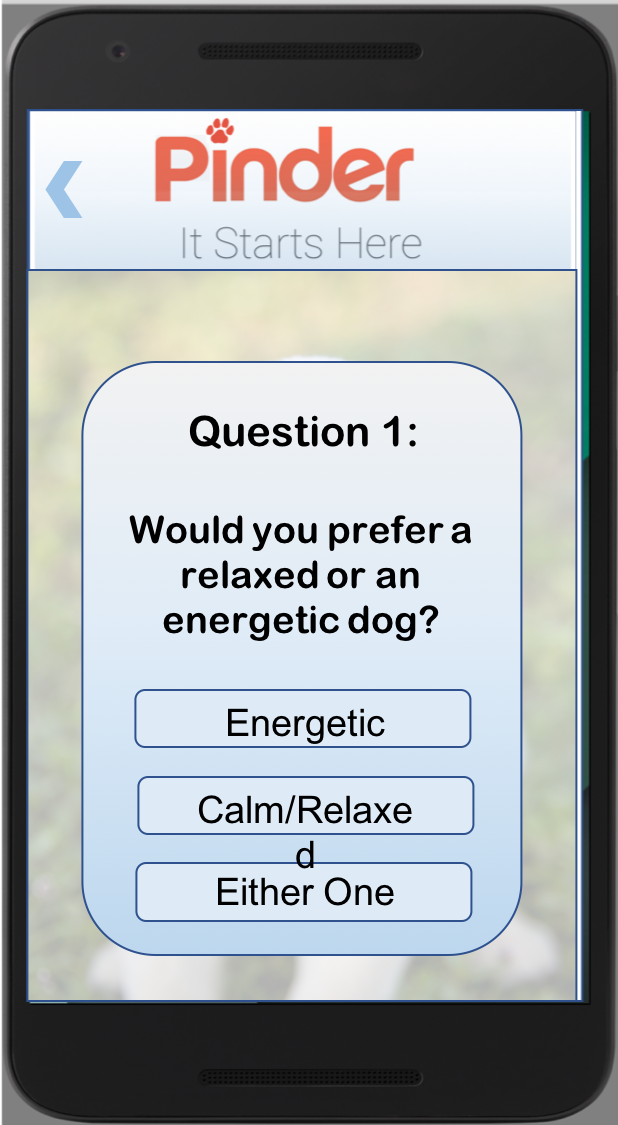 Pinder
It Starts Here
Question 1:
Would you prefer a
relaxed or an
energetic dog?
Energetic
Calm/Relaxe
d
Either One